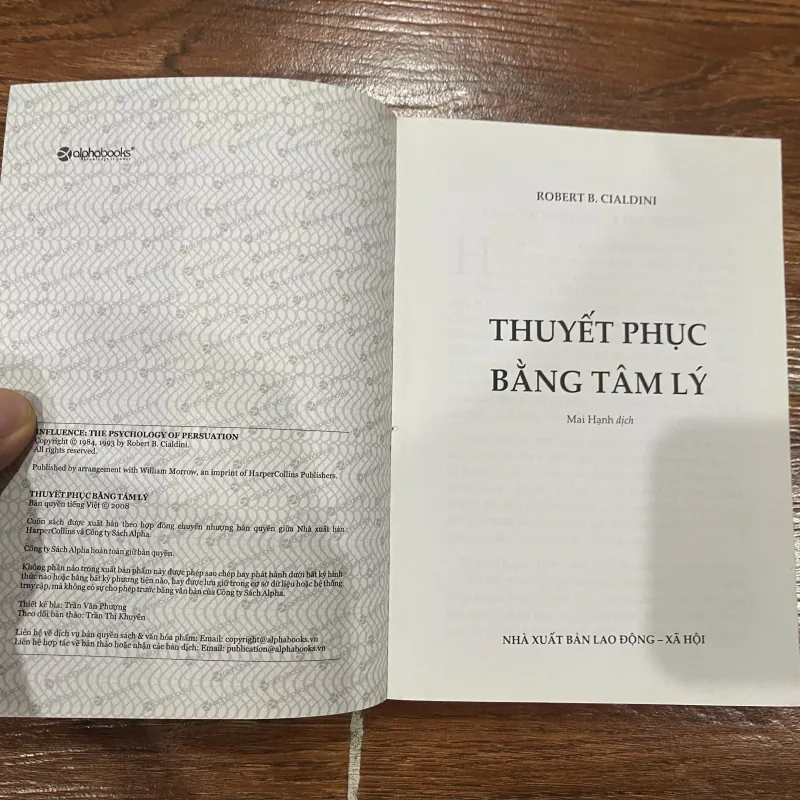 alphabooks®
knowledge is power
INFLUENCE: THE PSYCHOLOGY OF PERSUATION
Copyright © 1984, 1993 by Robert B. Cialdini.
All rights reserved.
Published by arrangement with William Morrow, an imprint of HarperCollins Publishers.
THUYẾT PHỤC BẰNG TÂM LÝ
Bản quyền tiếng Việt © 2008
Cuốn sách được xuất bản theo hợp đồng chuyển nhượng bản quyền giữa Nhà xuất bản
HarperCollins và Công ty Sách Alpha.
Công ty Sách Alpha hoàn toàn giữ bản quyền.
Không phần nào trong xuất bản phẩm này được phép sao chép hay phát hành dưới bất kỳ hình
thức nào hoặc bằng bất kỳ phương tiện nào, hay được lưu giữ trong cơ sở dữ liệu hoặc hệ thống
truy cập, mà không có sự cho phép trước bằng văn bản của Công ty Sách Alpha.
Thiết kế bìa: Trần Văn Phượng
Theo dõi bản thảo: Trần Thị Khuyên
Liên hệ về dịch vụ bản quyền sách & văn hóa phẩm: Email: copyright@alphabooks.vn
Liên hệ hợp tác về bản thảo hoặc nhận các bản dịch: Email: publication@alphabooks.vn
ROBERT B. CIALDINI
THUYẾT PHỤC
BẰNG TÂM LÝ
Mai Hạnh dịch
NHÀ XUẤT BẢN LAO ĐỘNG – XÃ HỘI